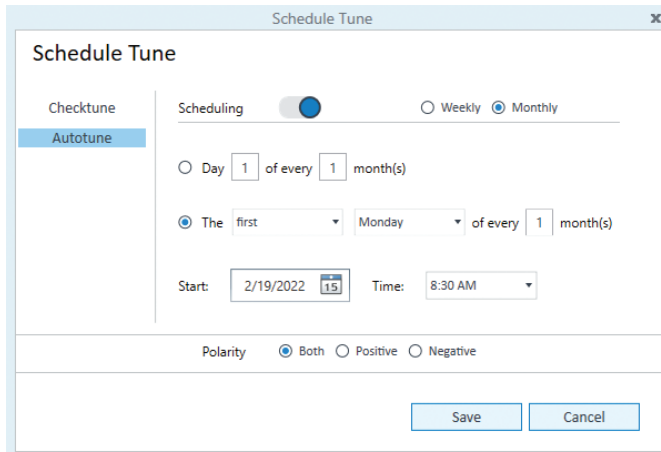 Schedule Tune
Schedule Tune
Checktune
Autotune
Scheduling
Weekly Monthly
Day 1 of every 1 month(s)
The first Monday of every 1 month(s)
Start: 2/19/2022 15 Time: 8:30 AM
Polarity Both Positive Negative
Save Cancel